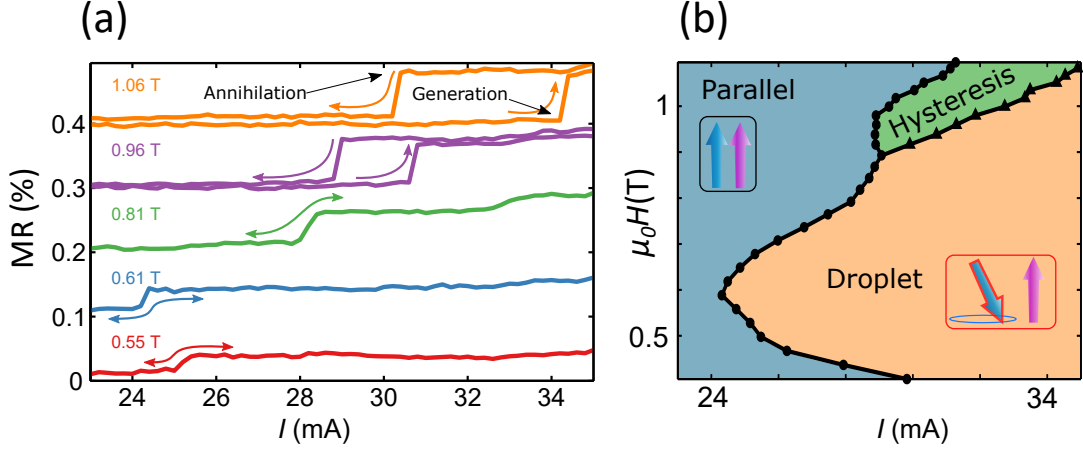 (a)
1.06 T
Annihilation
Generation
0.96 T
0.81 T
0.61 T
0.55 T
0.4
0.3
0.2
0.1
0
MR (%)
24 26 28 30 32 34
I (mA)
(b)
Parallel
Hysteresis
Droplet
1
0.5
μ0H(T)
24 34
I (mA)